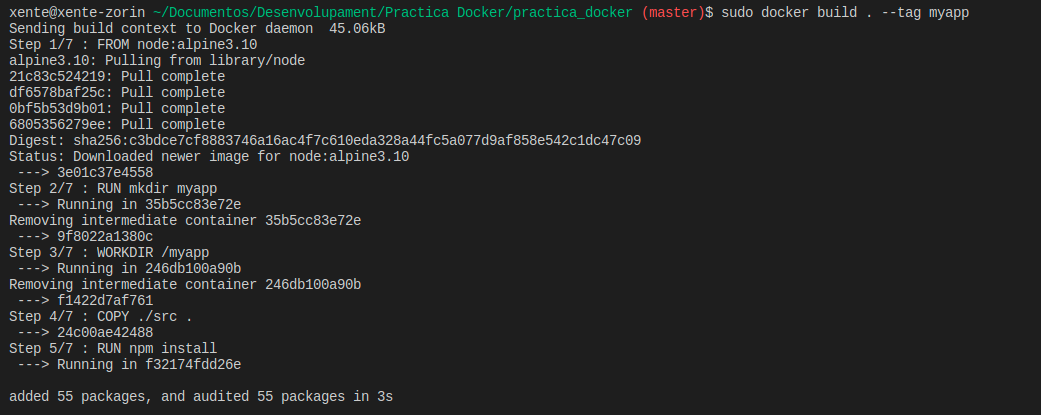 xente@xente-zorin ~/Documentos/Desenvolupament/Practica Docker/practica_docker (master)$ sudo docker build . --tag myapp
Sending build context to Docker daemon  45.06kB
Step 1/7 : FROM node:alpine3.10
alpine3.10: Pulling from library/node
21c83c524219: Pull complete
df6578baf25c: Pull complete
0bf5b53d9b01: Pull complete
6805356279ee: Pull complete
Digest: sha256:c3bdce7cf8883746a16ac4f7c610eda328a44fc5a077d9af858e542c1dc47c09
Status: Downloaded newer image for node:alpine3.10
 ---> 3e01c37e4558
Step 2/7 : RUN mkdir myapp
 ---> Running in 35b5cc83e72e
Removing intermediate container 35b5cc83e72e
 ---> 9f8022a1380c
Step 3/7 : WORKDIR /myapp
 ---> Running in 246db100a90b
Removing intermediate container 246db100a90b
 ---> f1422d7af761
Step 4/7 : COPY ./src .
 ---> 24c00ae42488
Step 5/7 : RUN npm install
 ---> Running in f32174fdd26e

added 55 packages, and audited 55 packages in 3s